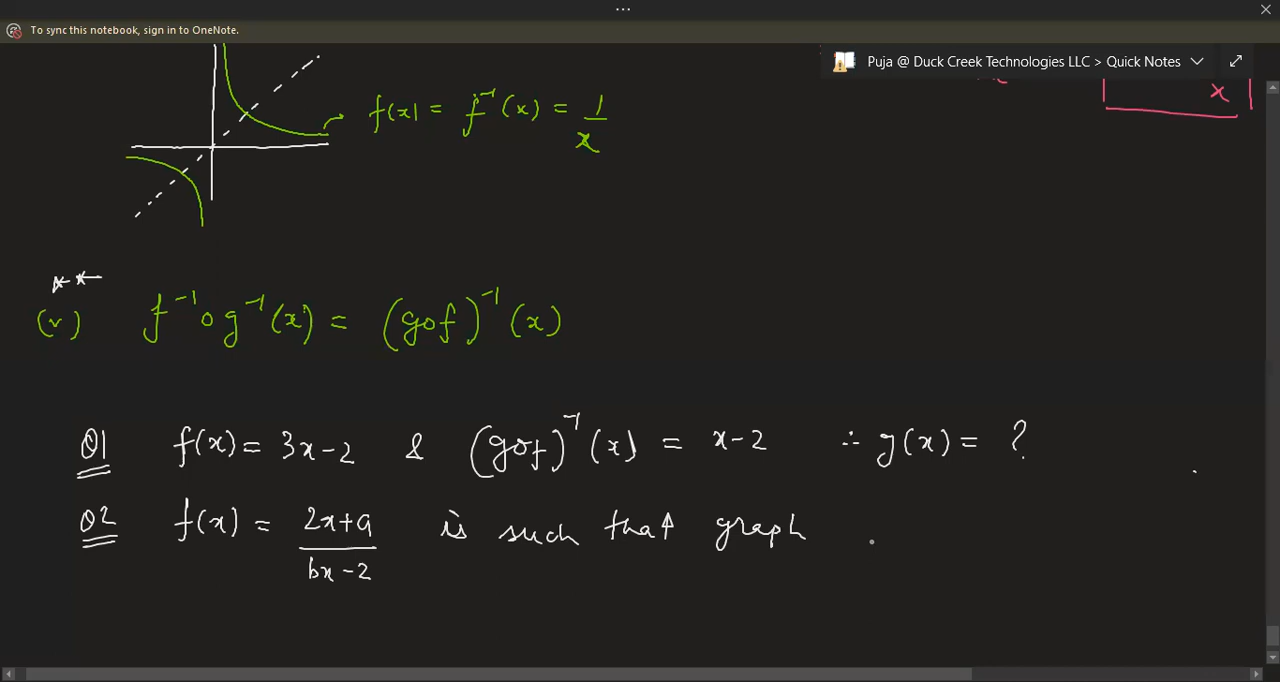 To sync this notebook, sign in to OneNote.
Puja @ Duck Creek Technologies LLC > Quick Notes
f(x) = f⁻¹(x) = 1/x
x
(v) f⁻¹og⁻¹(x) = (gof)⁻¹(x)
Q1 f(x) = 3x-2 & (gof)⁻¹(x) = x-2 ∴ g(x) = ?
Q2 f(x) = (2x+a)/(bx-2) is such that graph